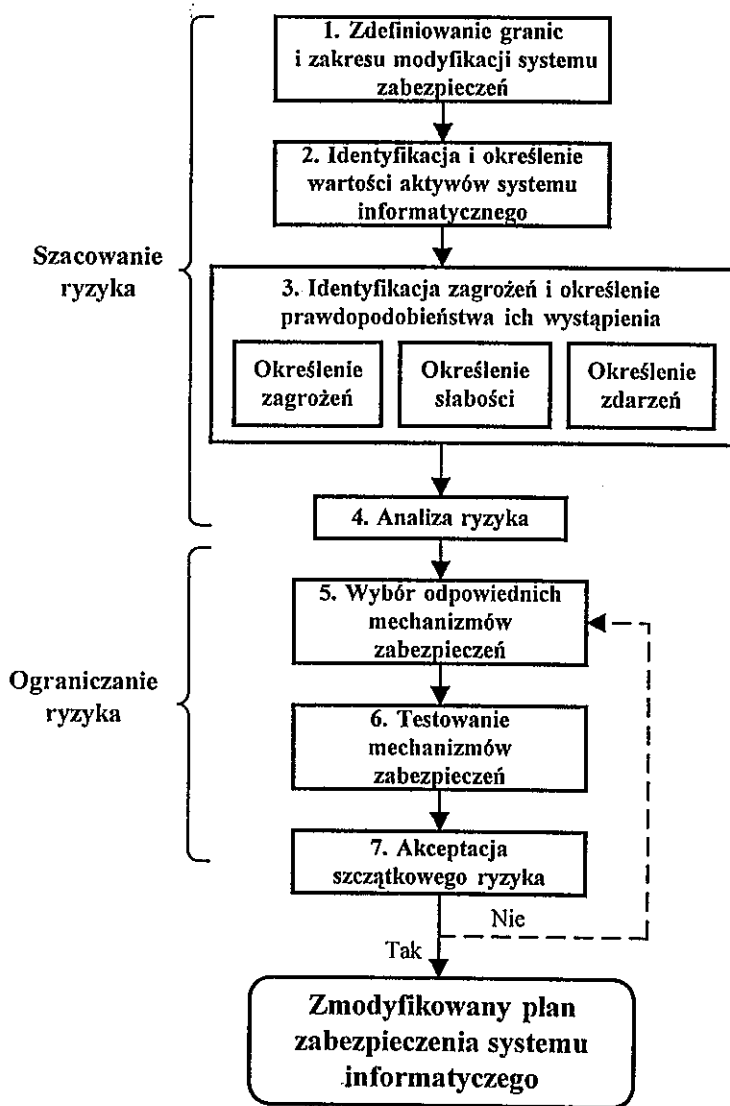 1. Zdefiniowanie granic
i zakresu modyfikacji systemu
zabezpieczeń
2. Identyfikacja i określenie
wartości aktywów systemu
informatycznego
Szacowanie
ryzyka
3. Identyfikacja zagrożeń i określenie
prawdopodobieństwa ich wystąpienia
Określenie
zagrożeń
Określenie
słabości
Określenie
zdarzeń
4. Analiza ryzyka
5. Wybór odpowiednich
mechanizmów
zabezpieczeń
Ograniczanie
ryzyka
6. Testowanie
mechanizmów
zabezpieczeń
7. Akceptacja
szczątkowego ryzyka
Nie
Tak
Zmodyfikowany plan
zabezpieczenia systemu
informatyczego